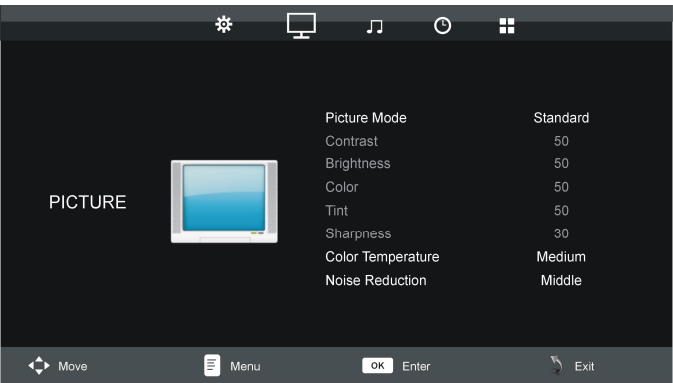 Picture Mode Standard
Contrast 50
Brightness 50
Color 50
PICTURE
Tint 50
Sharpness 30
Color Temperature Medium
Noise Reduction Middle
Move Menu OK Enter Exit